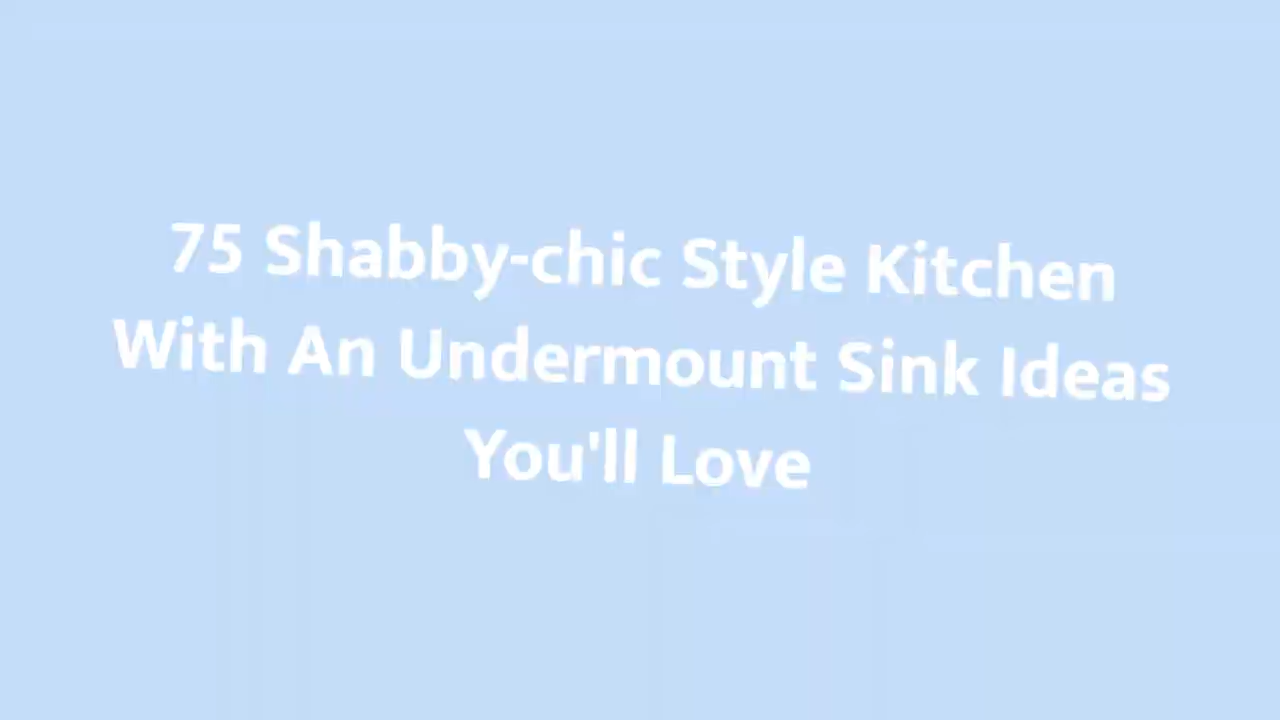 75 Shabby-chic Style Kitchen
With An Undermount Sink Ideas
You'll Love